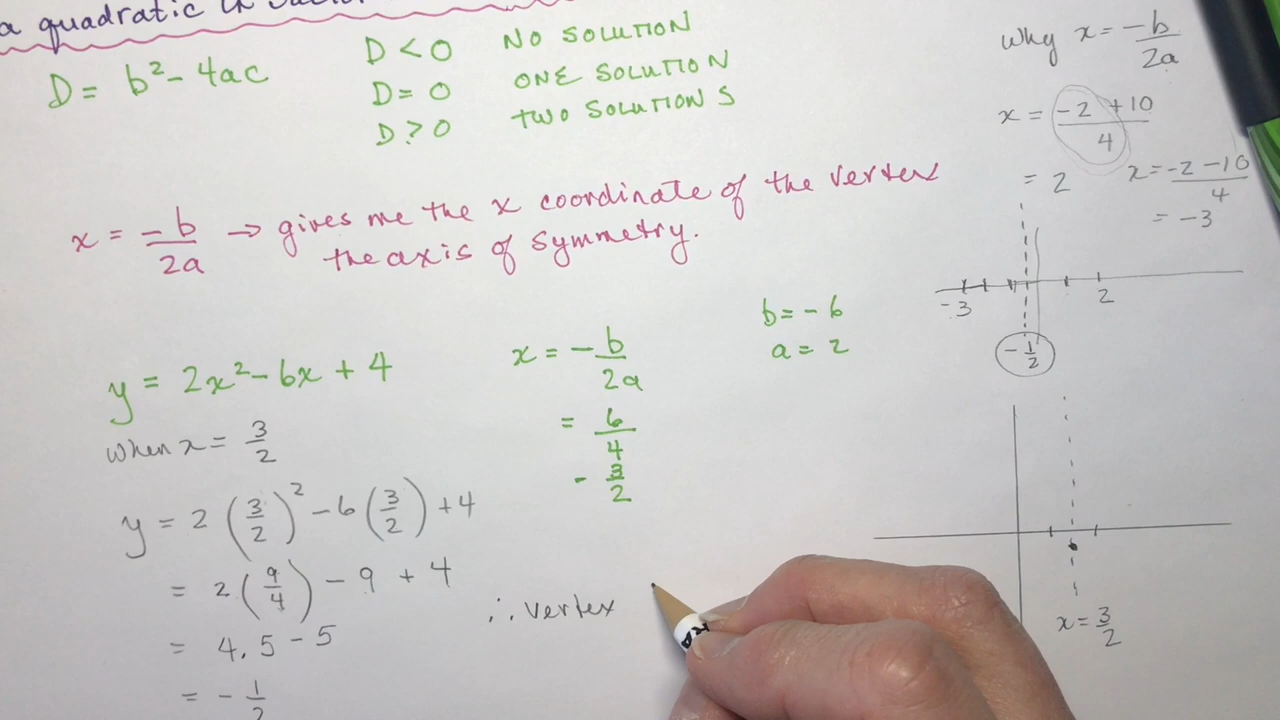 a quadratic in
D = b² - 4ac
D < 0 NO SOLUTION
D = 0 ONE SOLUTION
D > 0 TWO SOLUTIONS
x = -b/2a → gives me the x coordinate of the vertex
the axis of symmetry.
y = 2x² - 6x + 4
when x = 3/2
y = 2(3/2)² - 6(3/2) + 4
= 2(9/4) - 9 + 4
= 4.5 - 5
= - 1/2
x = -b/2a
= 6/4
- 3/2
b = - 6
a = 2
∴ vertex
why x = -b/2a
x = -2 + 10/4
= 2
x = -2 - 10/4
= -3
-3
2
- 1/2
x = 3/2